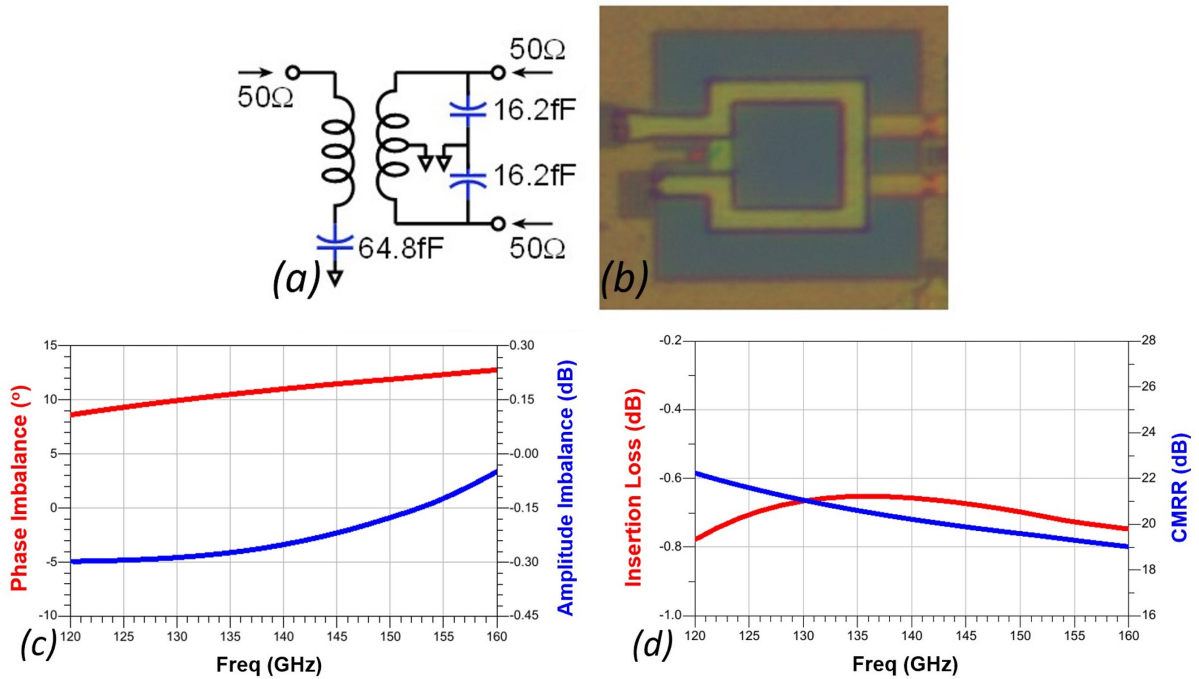 50Ω
50Ω
16.2fF
16.2fF
64.8fF
50Ω
(a)
(b)
15
10
5
0
-5
-10
Phase Imbalance (º)
0.30
0.15
-0.00
-0.15
-0.30
-0.45
Amplitude Imbalance (dB)
120 125 130 135 140 145 150 155 160
Freq (GHz)
(c)
-0.2
-0.4
-0.6
-0.8
-1.0
Insertion Loss (dB)
28
26
24
22
20
18
16
CMRR (dB)
120 125 130 135 140 145 150 155 160
Freq (GHz)
(d)